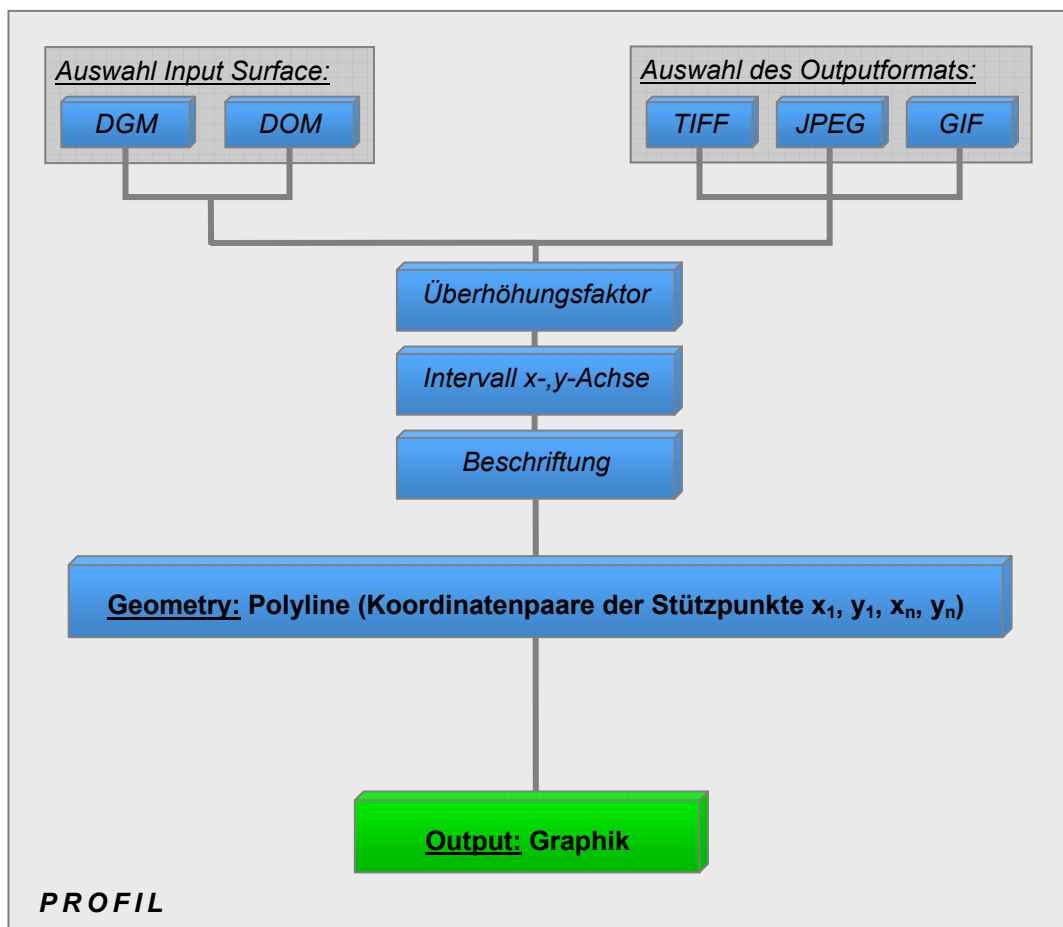 Auswahl Input Surface:
DGM
DOM
Auswahl des Outputformats:
TIFF
JPEG
GIF
Überhöhungsfaktor
Intervall x-,y-Achse
Beschriftung
Geometry: Polyline (Koordinatenpaare der Stützpunkte x₁, y₁, xₙ, yₙ)
Output: Graphik
PROFIL